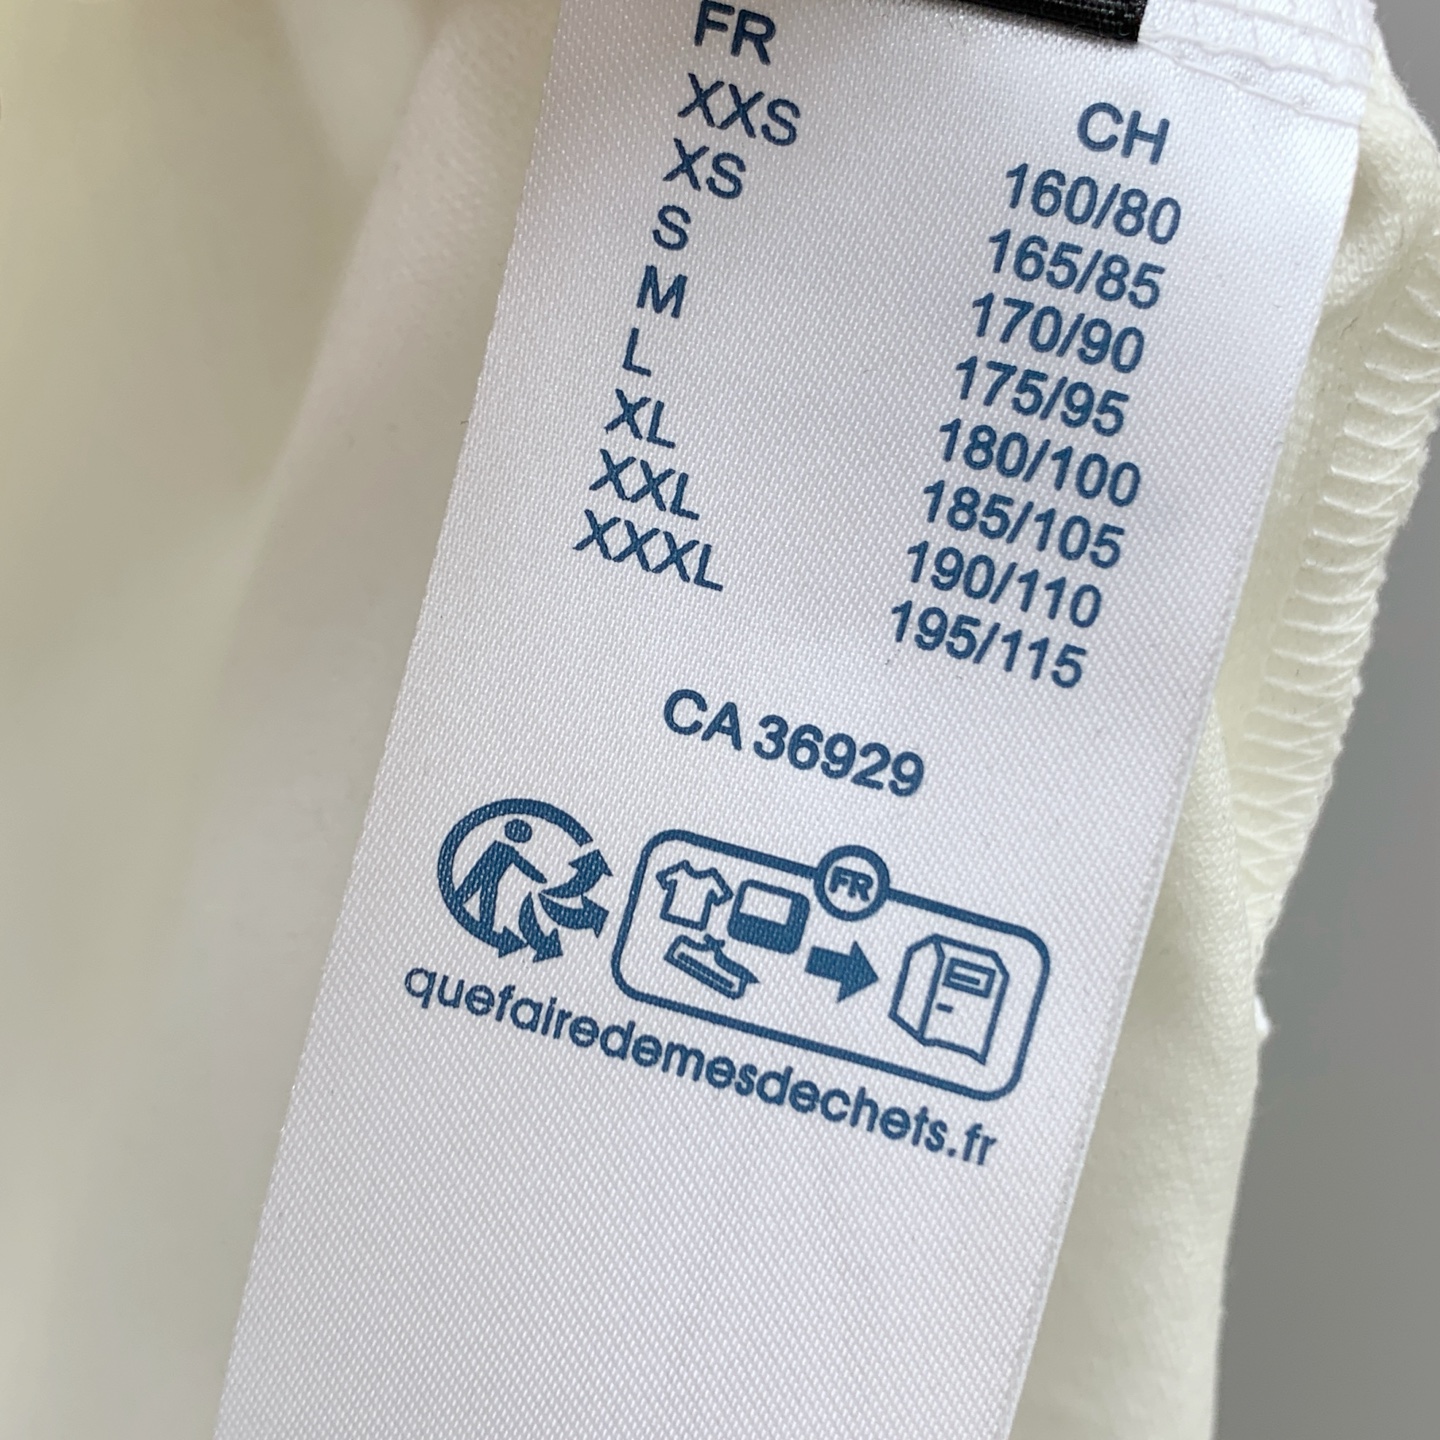 FR CH
XXS 160/80
XS 165/85
S 170/90
M 175/95
L 180/100
XL 185/105
XXL 190/110
XXXL 195/115
CA 36929
FR
quefairedemesdechets.fr